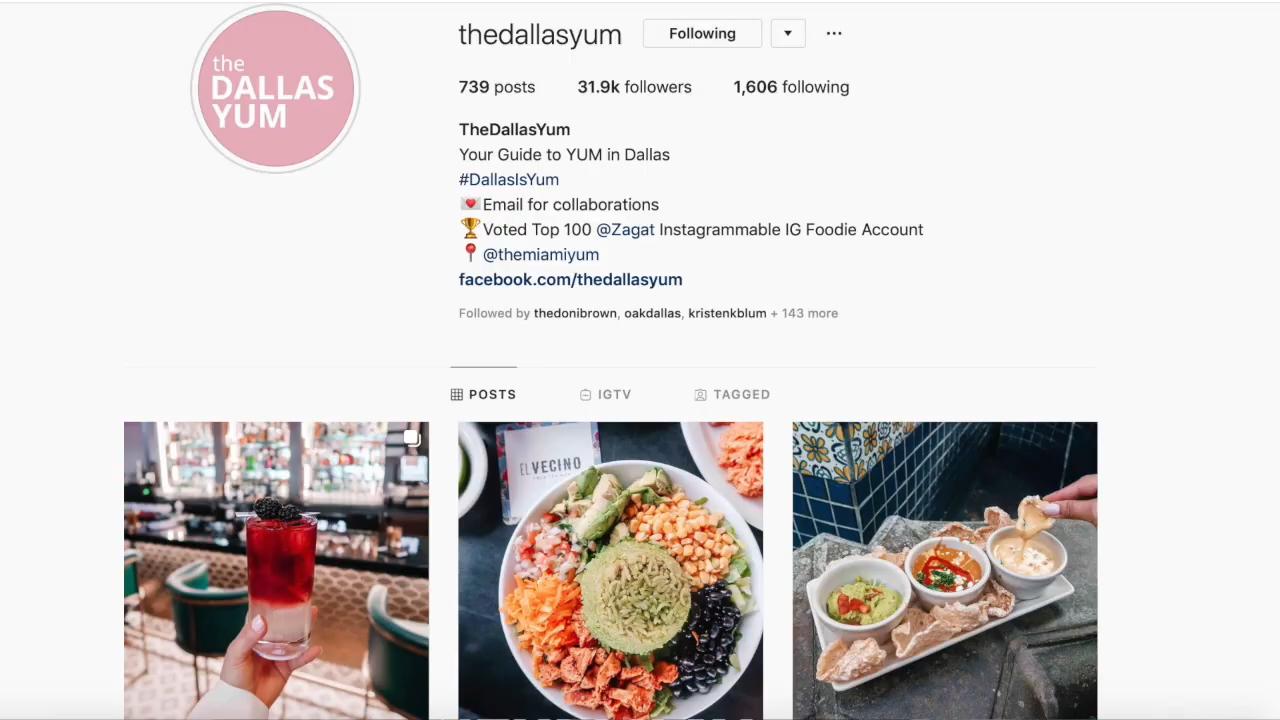 the
DALLAS
YUM
thedallasyum Following
739 posts 31.9k followers 1,606 following
TheDallasYum
Your Guide to YUM in Dallas
#DallasIsYum
💌Email for collaborations
🏆Voted Top 100 @Zagat Instagrammable IG Foodie Account
📍@themiamiyum
facebook.com/thedallasyum
Followed by thedonibrown, oakdallas, kristenkblum + 143 more
POSTS IGTV TAGGED
EL VECINO